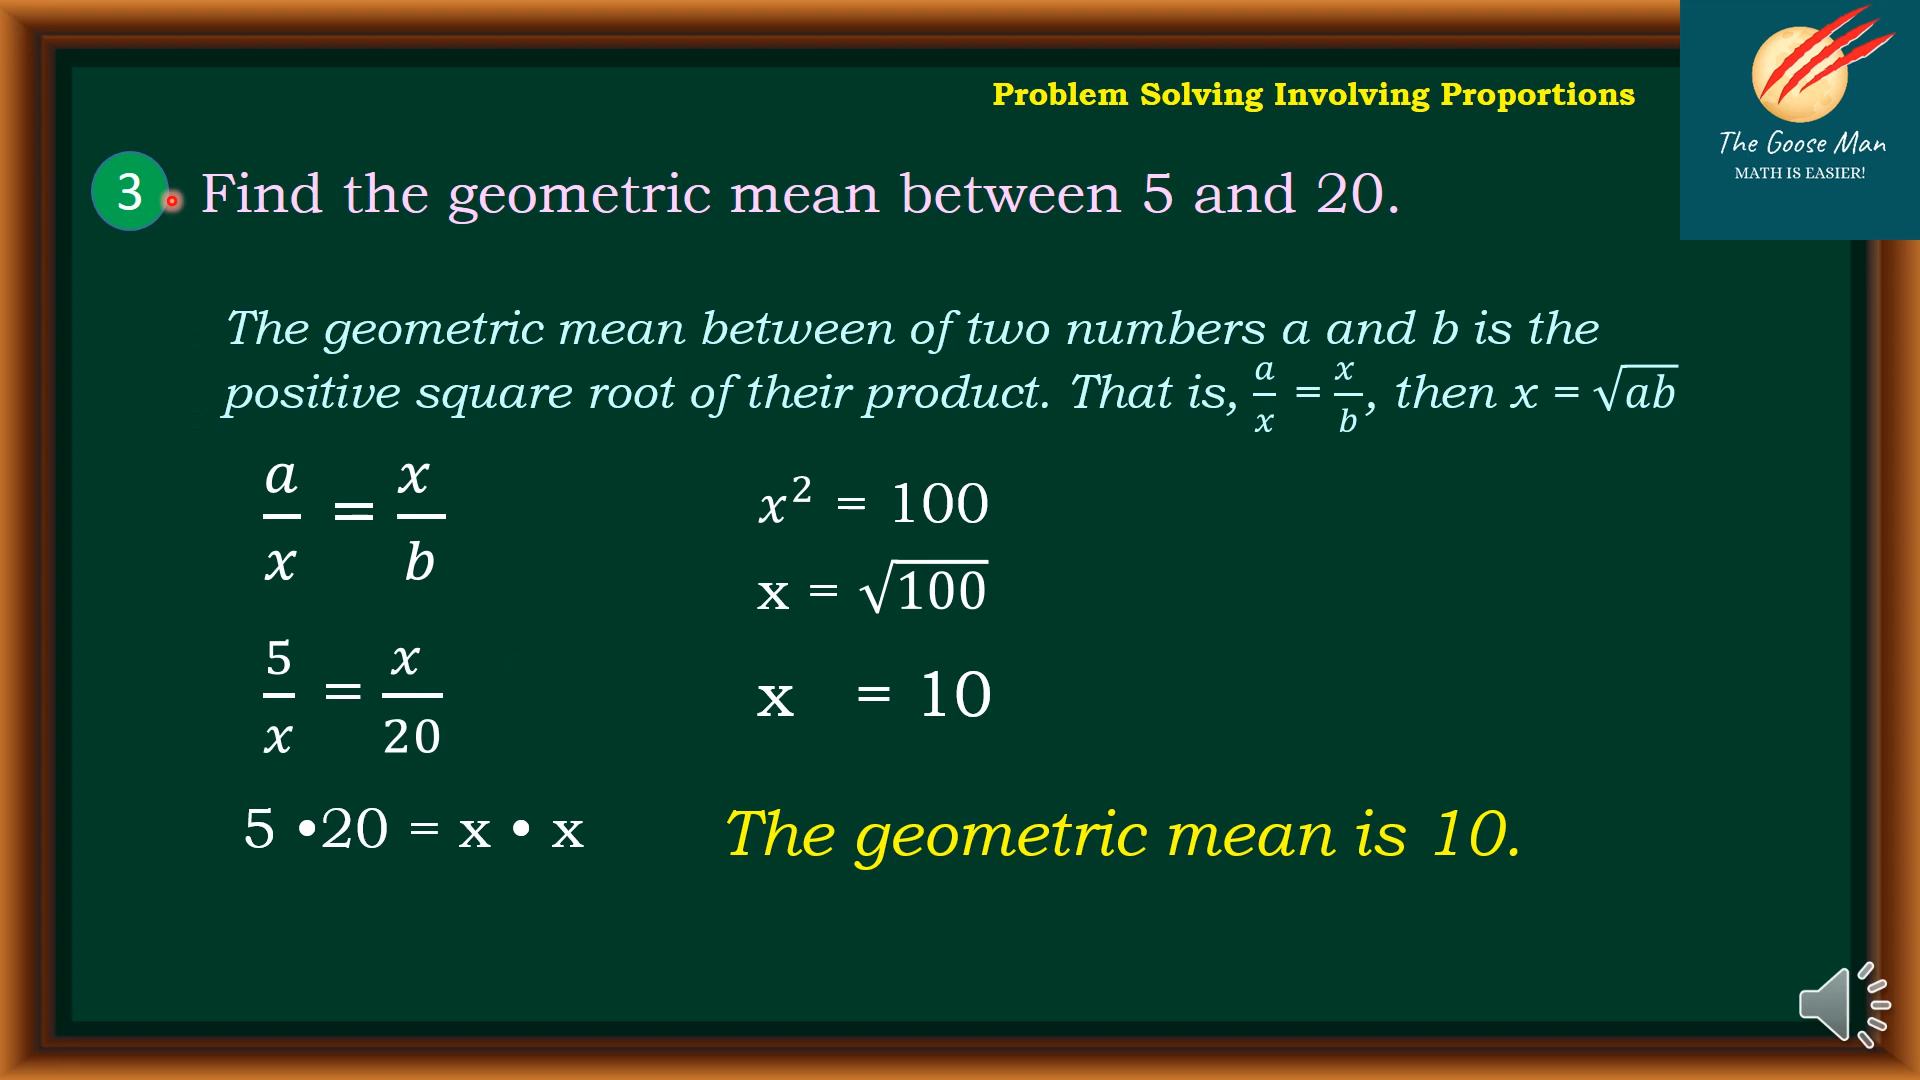 Problem Solving Involving Proportions
The Goose Man
MATH IS EASIER!
3 Find the geometric mean between 5 and 20.
The geometric mean between of two numbers a and b is the
positive square root of their product. That is, a/x = x/b, then x = √ab
a/x = x/b
5/x = x/20
5 •20 = x • x
x² = 100
x = √100
x = 10
The geometric mean is 10.